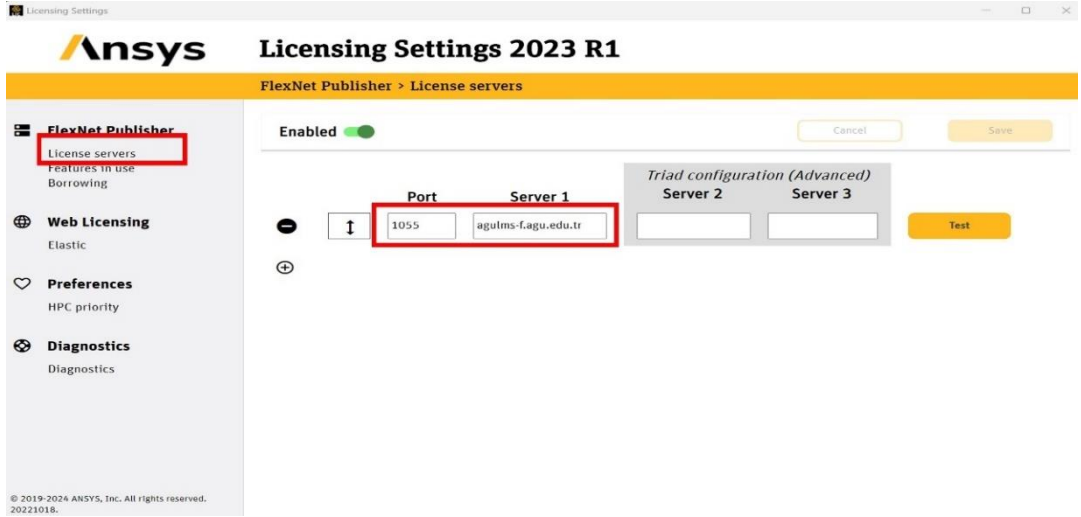 Licensing Settings
Ansys
Licensing Settings 2023 R1
FlexNet Publisher > License servers
FlexNet Publisher
License servers
Features in use
Borrowing
Web Licensing
Elastic
Preferences
HPC priority
Diagnostics
Diagnostics
© 2019-2024 ANSYS, Inc. All rights reserved.
20221018.
Enabled
Cancel
Save
Triad configuration (Advanced)
Port
Server 1
Server 2
Server 3
1055
agulms-f.agu.edu.tr
Test